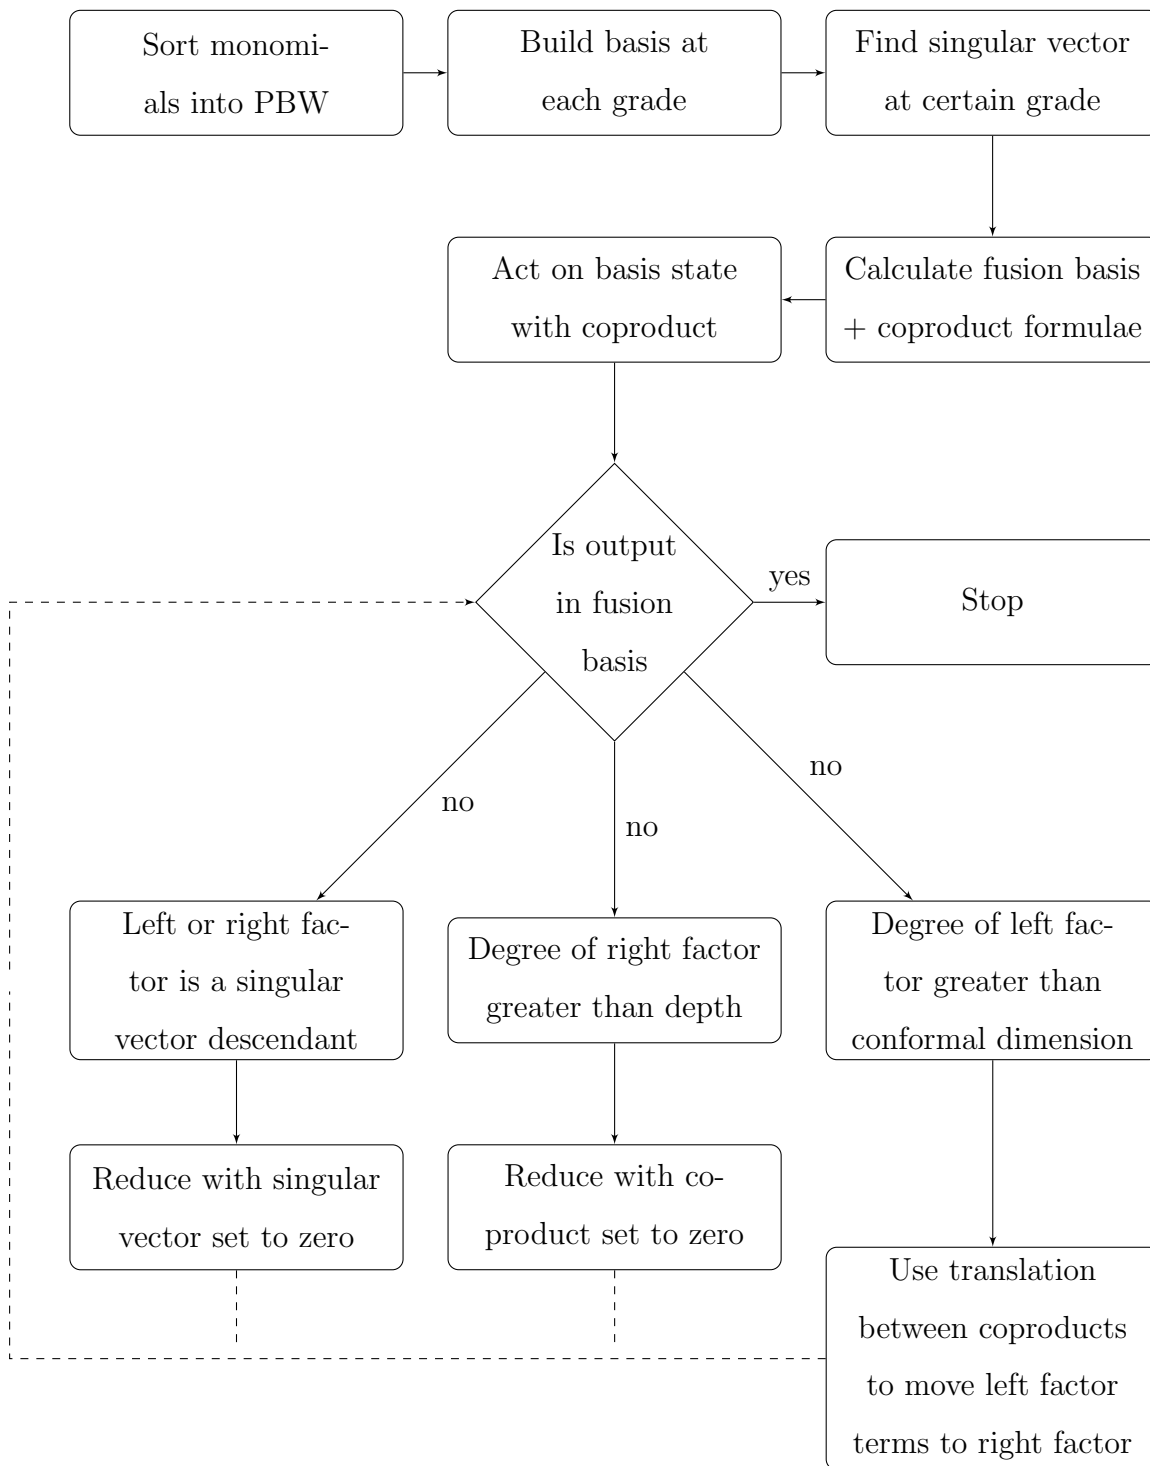 Sort monomi-
als into PBW
Build basis at
each grade
Find singular vector
at certain grade
Act on basis state
with coproduct
Calculate fusion basis
+ coproduct formulae
Is output
in fusion
basis
yes
Stop
no
no
no
Left or right fac-
tor is a singular
vector descendant
Degree of right factor
greater than depth
Degree of left fac-
tor greater than
conformal dimension
Reduce with singular
vector set to zero
Reduce with co-
product set to zero
Use translation
between coproducts
to move left factor
terms to right factor